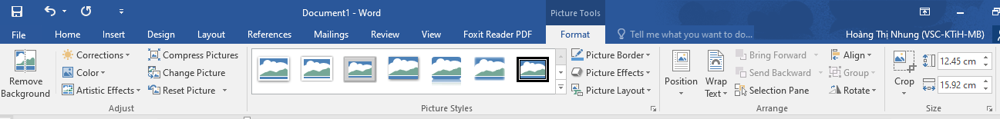 Document1 - Word
Picture Tools
File Home Insert Design Layout References Mailings Review View Foxit Reader PDF Format Tell me what you want to do... Hoàng Thị Nhung (VSC-KTiH-MB)
Remove Background
Corrections
Color
Artistic Effects
Compress Pictures
Change Picture
Reset Picture
Adjust
Picture Styles
Picture Border
Picture Effects
Picture Layout
Position
Wrap Text
Bring Forward
Send Backward
Selection Pane
Align
Group
Rotate
Arrange
Crop
12.45 cm
15.92 cm
Size